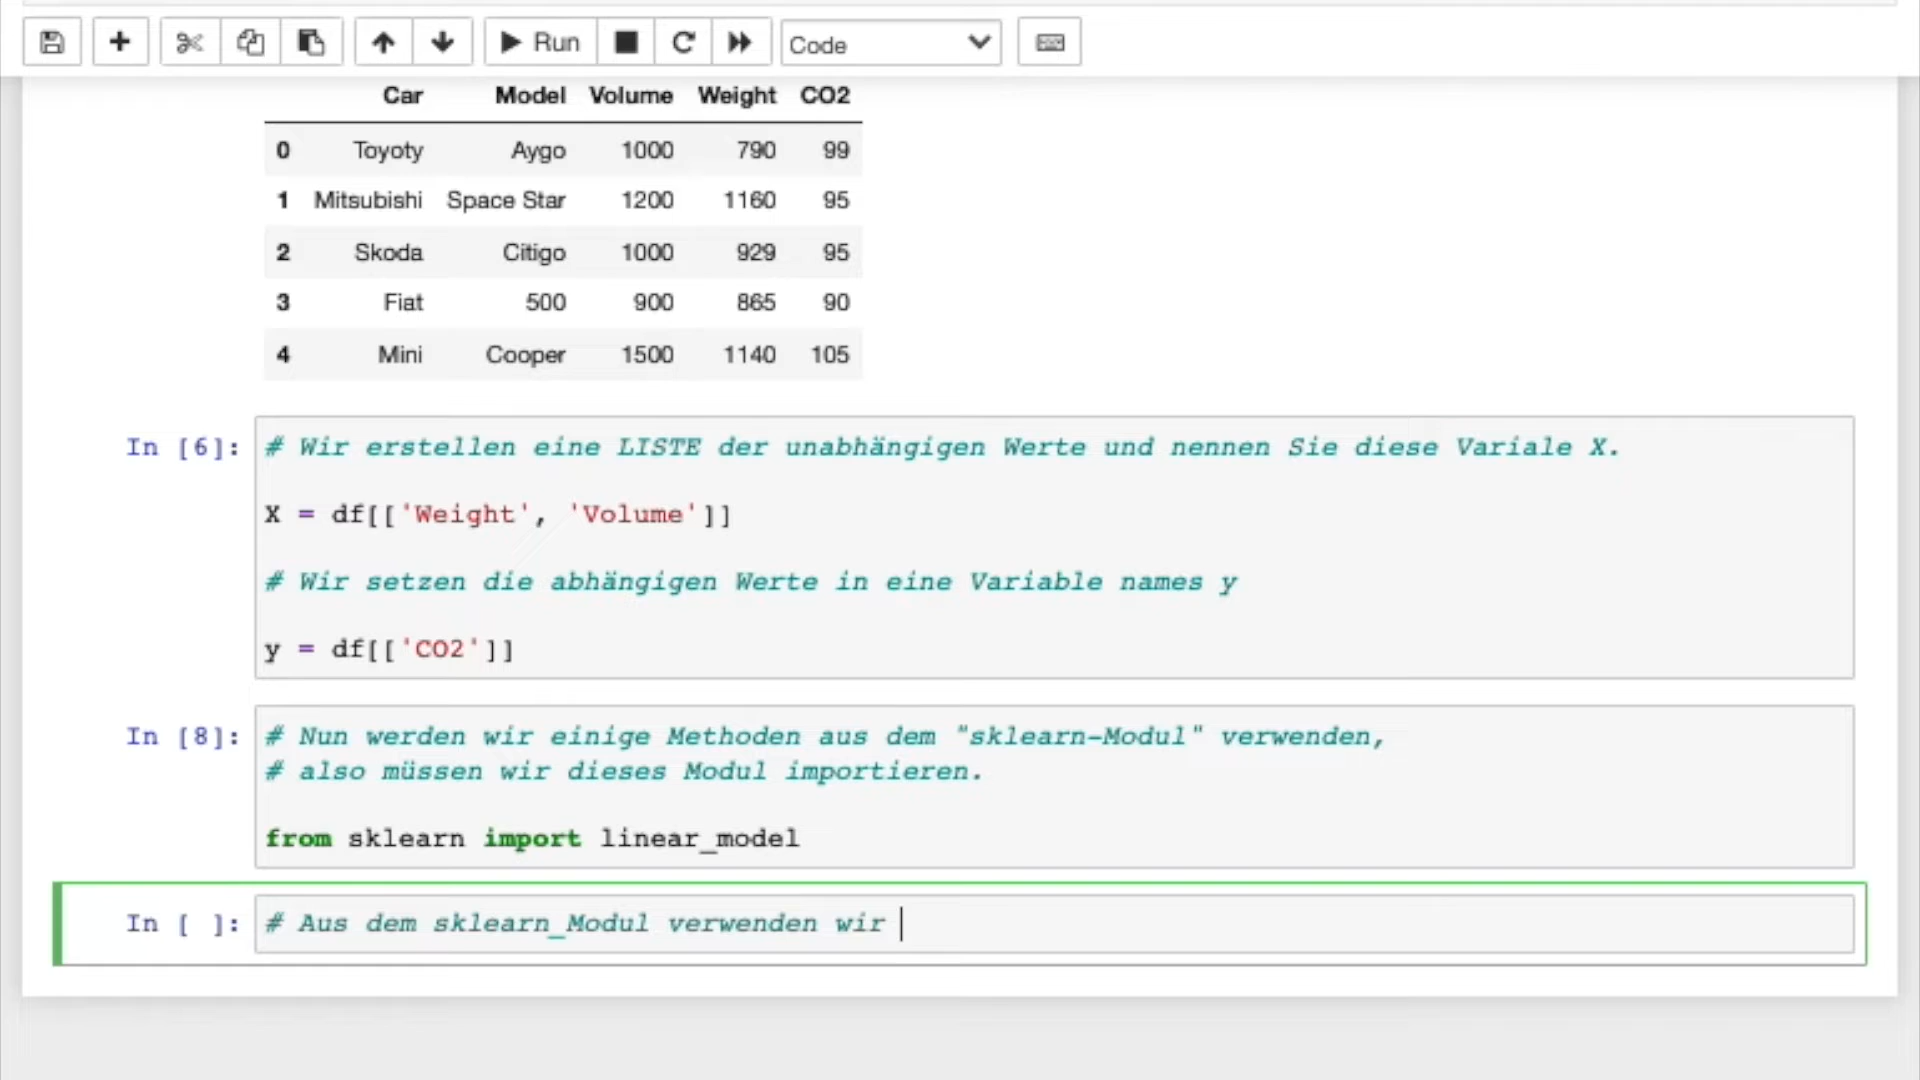 Run Code
Car Model Volume Weight CO2
0 Toyoty Aygo 1000 790 99
1 Mitsubishi Space Star 1200 1160 95
2 Skoda Citigo 1000 929 95
3 Fiat 500 900 865 90
4 Mini Cooper 1500 1140 105
In [6]: # Wir erstellen eine LISTE der unabhängigen Werte und nennen Sie diese Variale X.
X = df[['Weight', 'Volume']]
# Wir setzen die abhängigen Werte in eine Variable names y
y = df[['CO2']]
In [8]: # Nun werden wir einige Methoden aus dem "sklearn-Modul" verwenden,
# also müssen wir dieses Modul importieren.
from sklearn import linear_model
In [ ]: # Aus dem sklearn_Modul verwenden wir